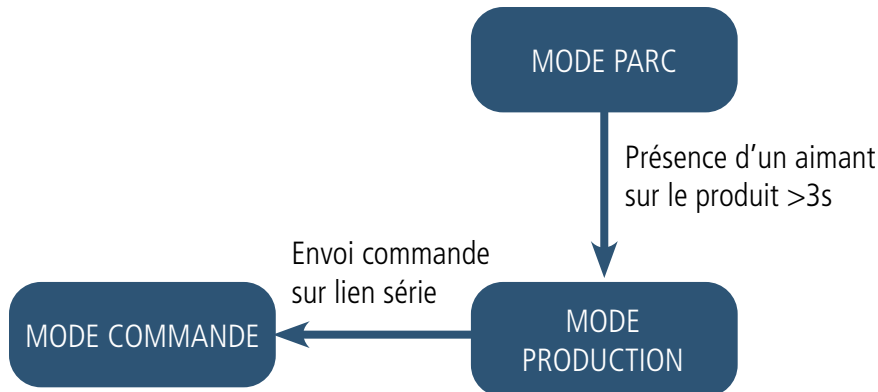 MODE PARC
Présence d'un aimant
sur le produit >3s
Envoi commande
sur lien série
MODE COMMANDE
MODE
PRODUCTION